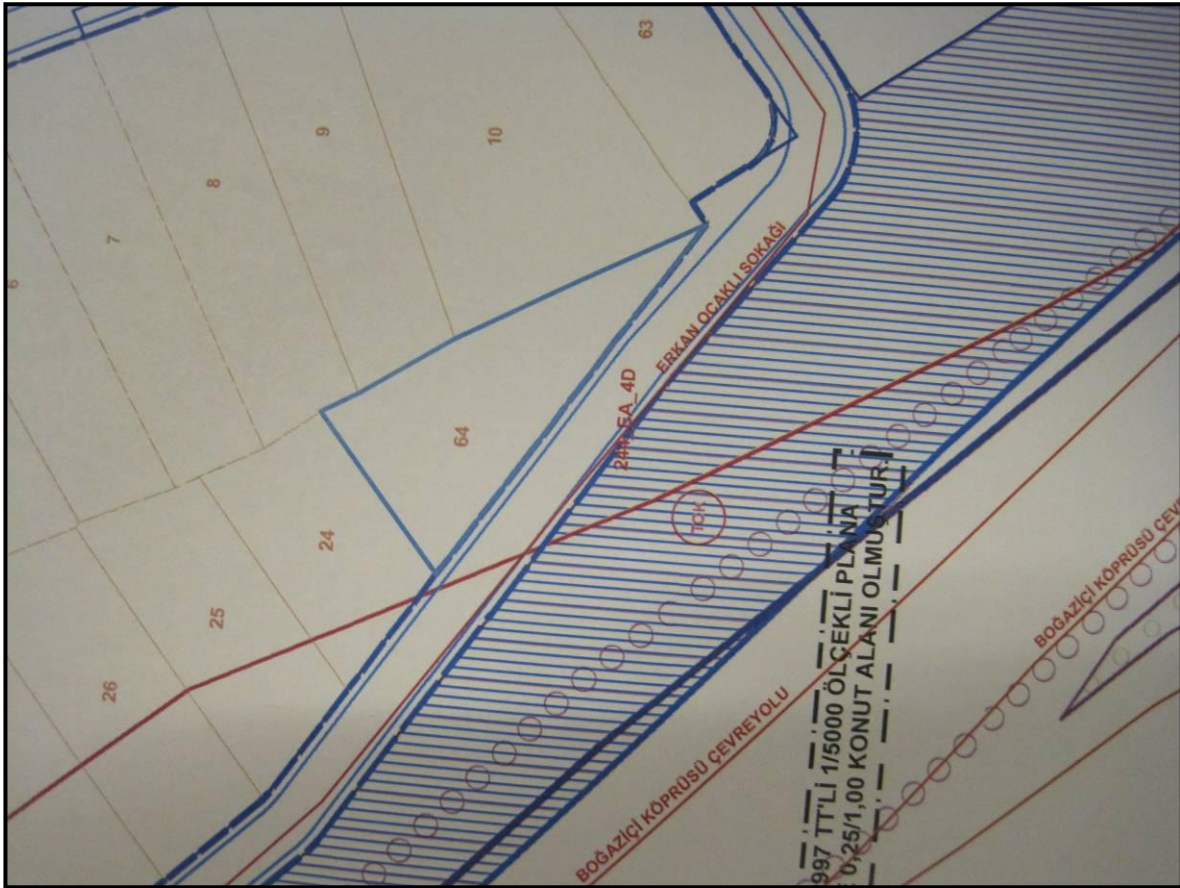 63
10
9
8
7
6
ERKAN OCAKLI SOKAĞI
64
24
25
26
TCK
997 TT'Lİ 1/5000 ÖLÇEKLİ PLANA
0,25/1,00 KONUT ALANI OLMUŞTUR.
BOĞAZİÇİ KÖPRÜSÜ ÇEVREYOLU
BOĞAZİÇİ KÖPRÜSÜ